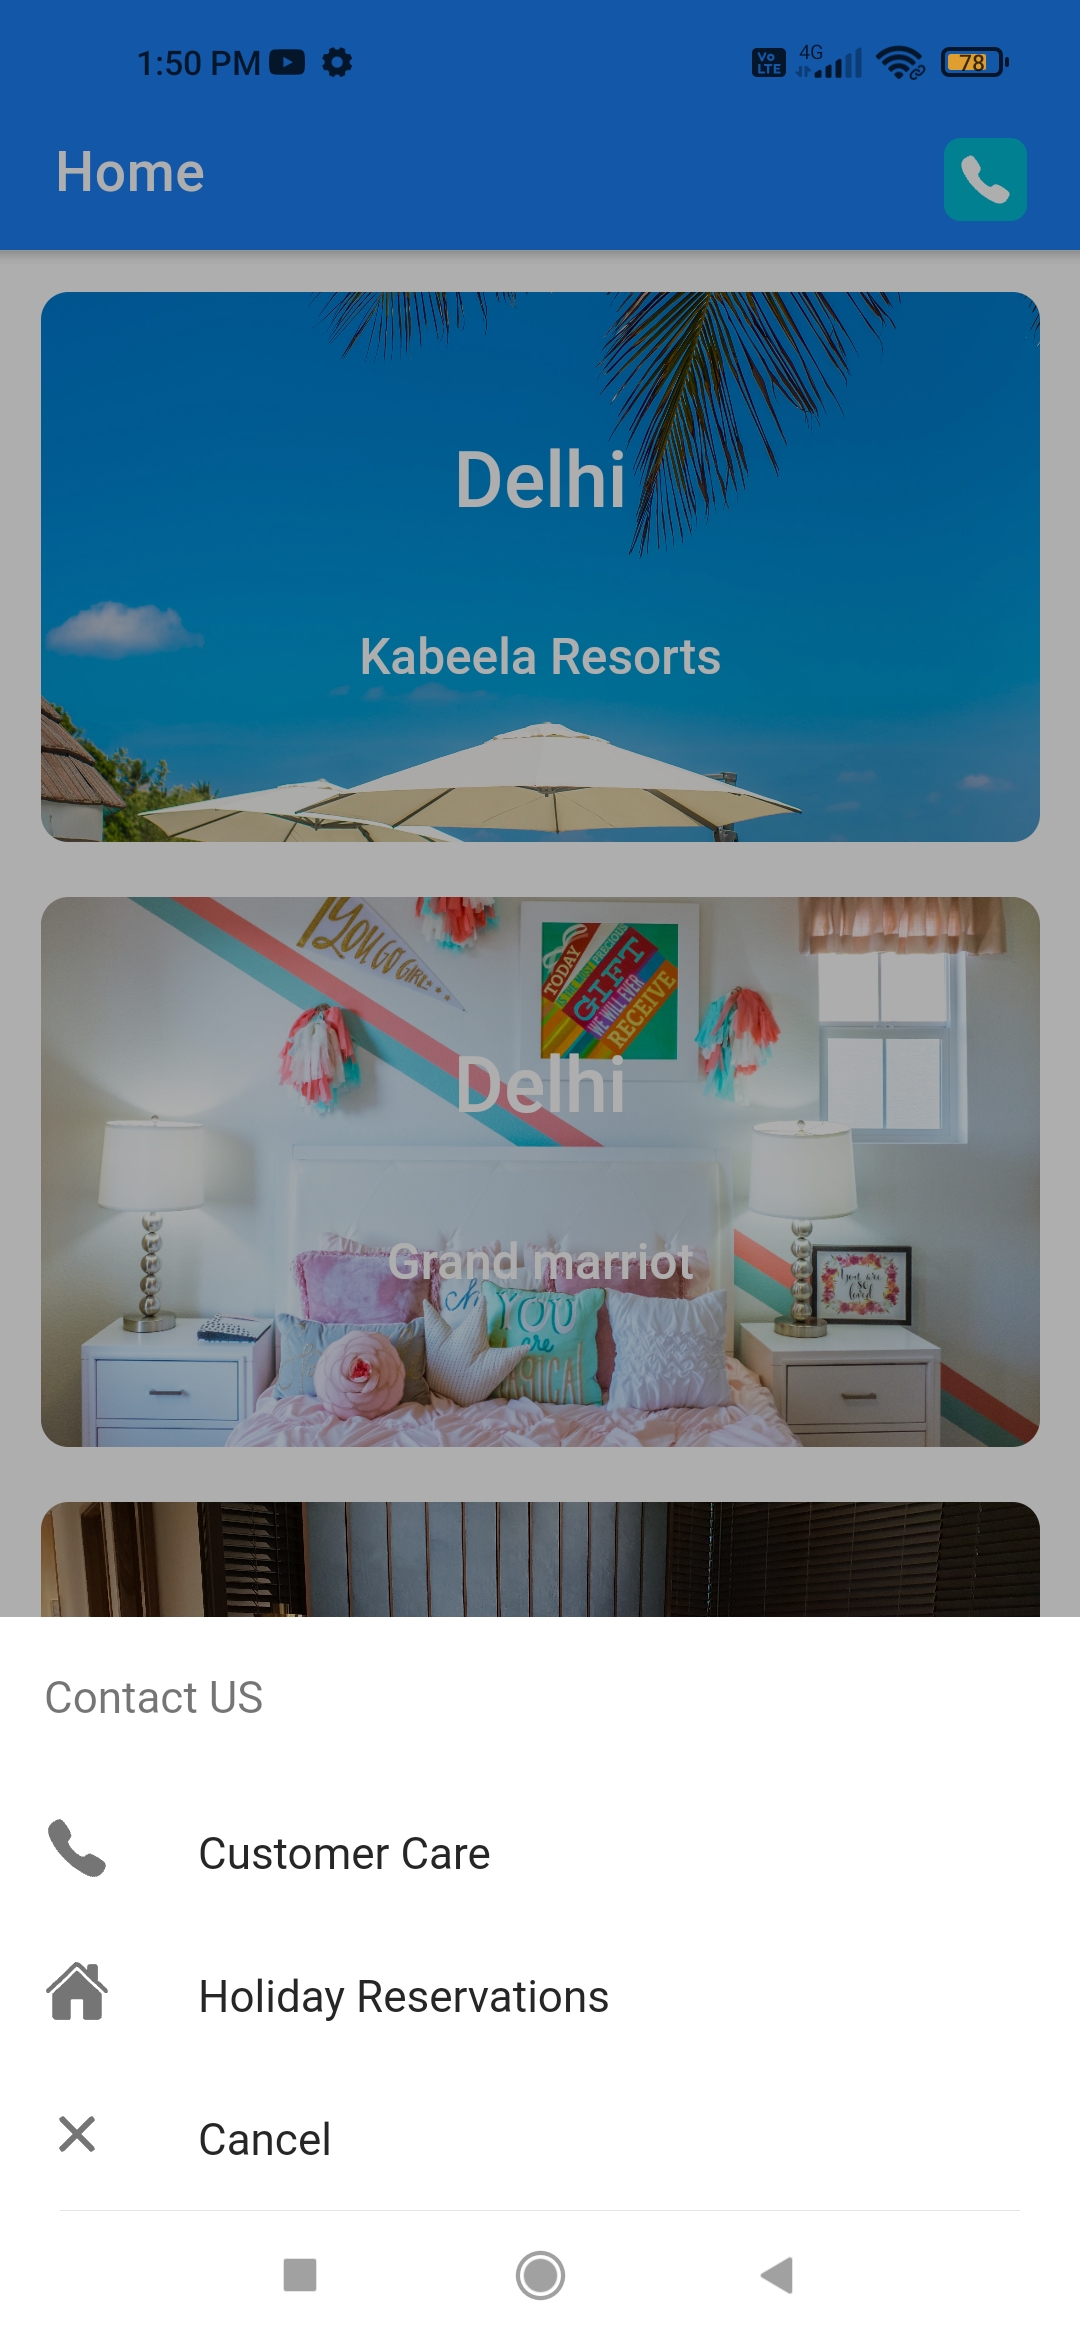 1:50 PM
Vo LTE 4G 78
Home
Delhi
Kabeela Resorts
YOU GO GIRL
TODAY
IS THE MOST PRECIOUS
GIFT
WE WILL EVER
RECEIVE
Delhi
Grand marriot
YOU
are
you are
so
loved
Contact US
Customer Care
Holiday Reservations
Cancel